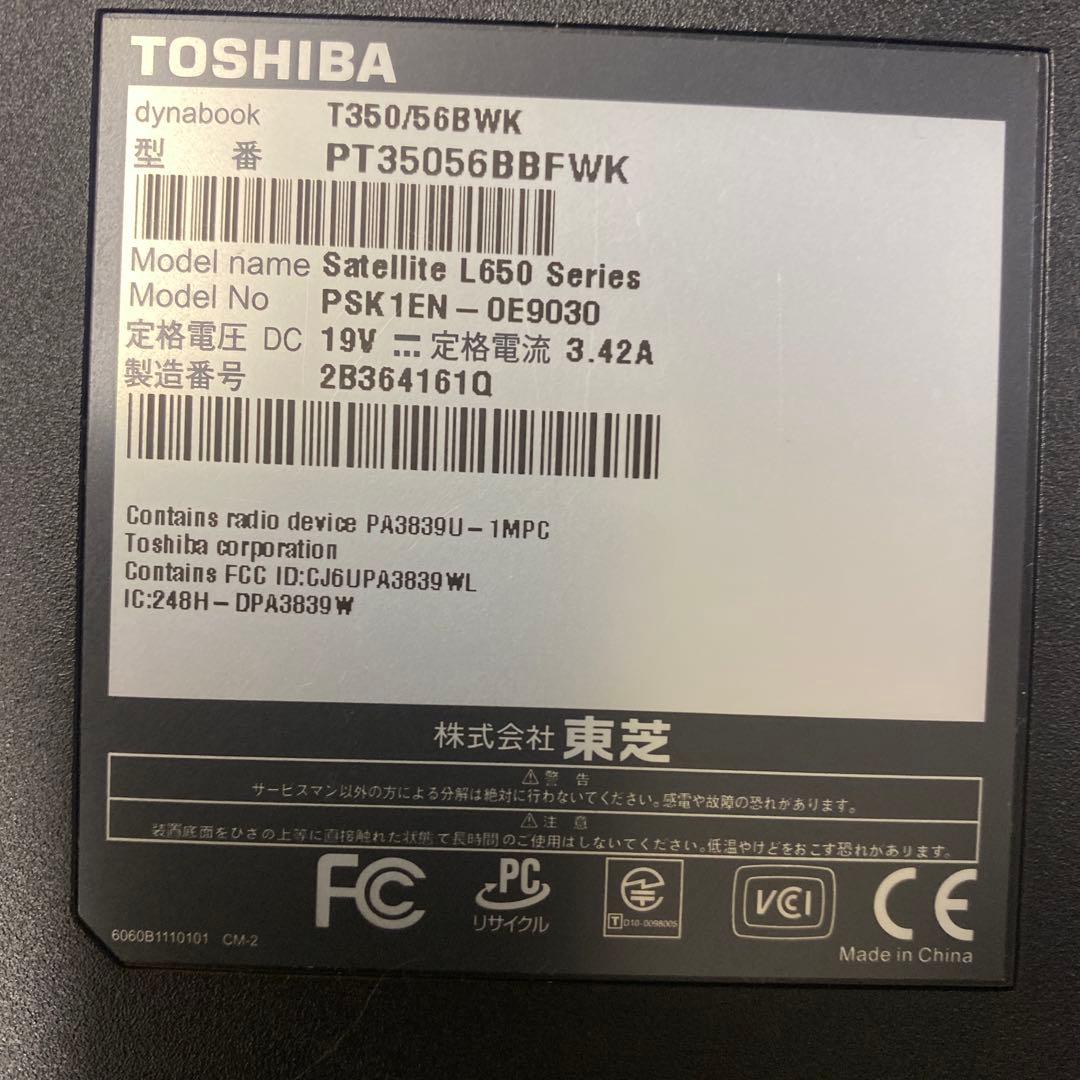 TOSHIBA
dynabook T350/56BWK
型 番 PT35056BBFWK
Model name Satellite L650 Series
Model No PSK1EN-0E9030
定格電圧 DC 19V 定格電流 3.42A
製造番号 2B364161Q
Contains radio device PA3839U-1MPC
Toshiba corporation
Contains FCC ID:CJ6UPA3839WL
IC:248H-DPA3839W
株式会社 東芝
⚠ 警 告
サービスマン以外の方による分解は絶対に行わないてください。感電や故障の恐れがあります。
⚠ 注 意
装置底面をひざの上等に直接触れた状態で長時間のご使用はしないてください。低温やけどをおこす恐れがあります。
FC
PC
リサイクル
T D10-0098005
VCI
CE
6060B1110101 CM-2
Made in China